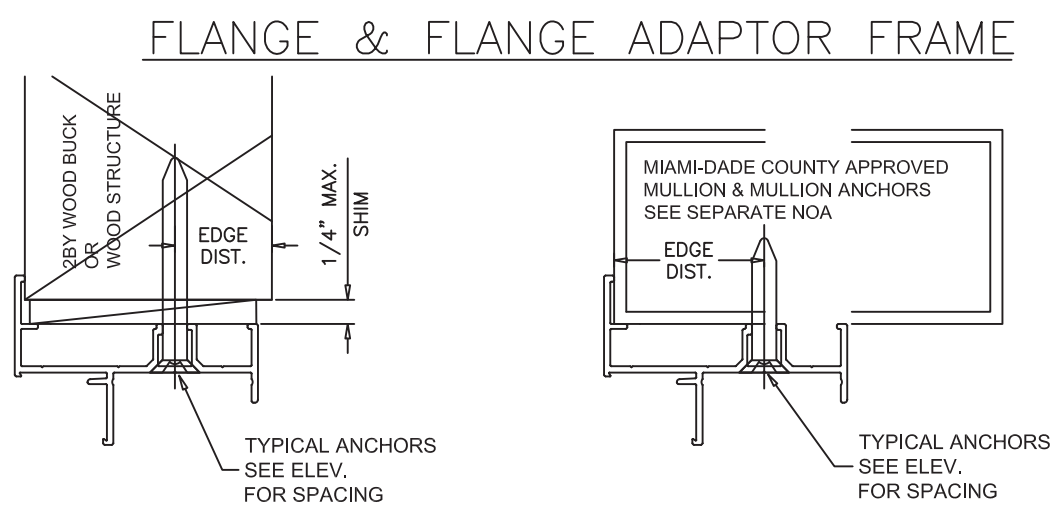 FLANGE & FLANGE ADAPTOR FRAME
2BY WOOD BUCK
OR
WOOD STRUCTURE
EDGE
DIST.
1/4" MAX.
SHIM
TYPICAL ANCHORS
SEE ELEV.
FOR SPACING
MIAMI-DADE COUNTY APPROVED
MULLION & MULLION ANCHORS
SEE SEPARATE NOA
EDGE
DIST.
TYPICAL ANCHORS
SEE ELEV.
FOR SPACING